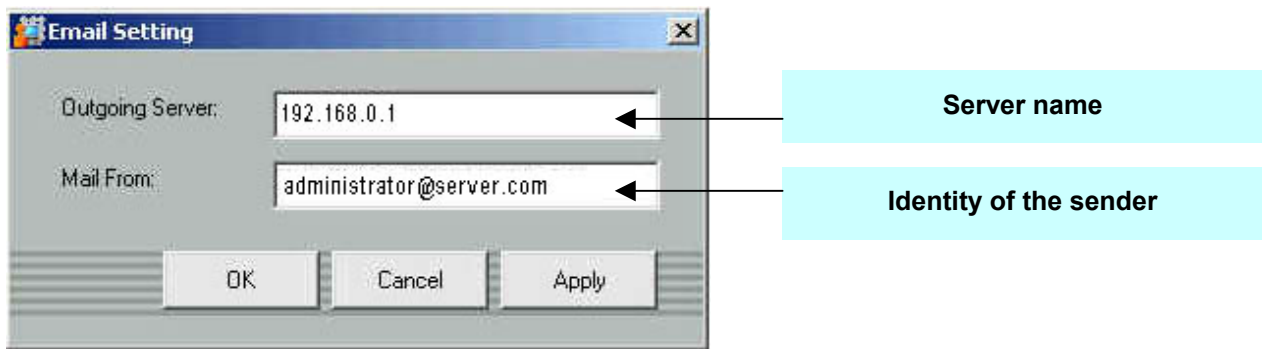 Email Setting
Outgoing Server: 192.168.0.1
Server name
Mail From: administrator@server.com
Identity of the sender
OK Cancel Apply